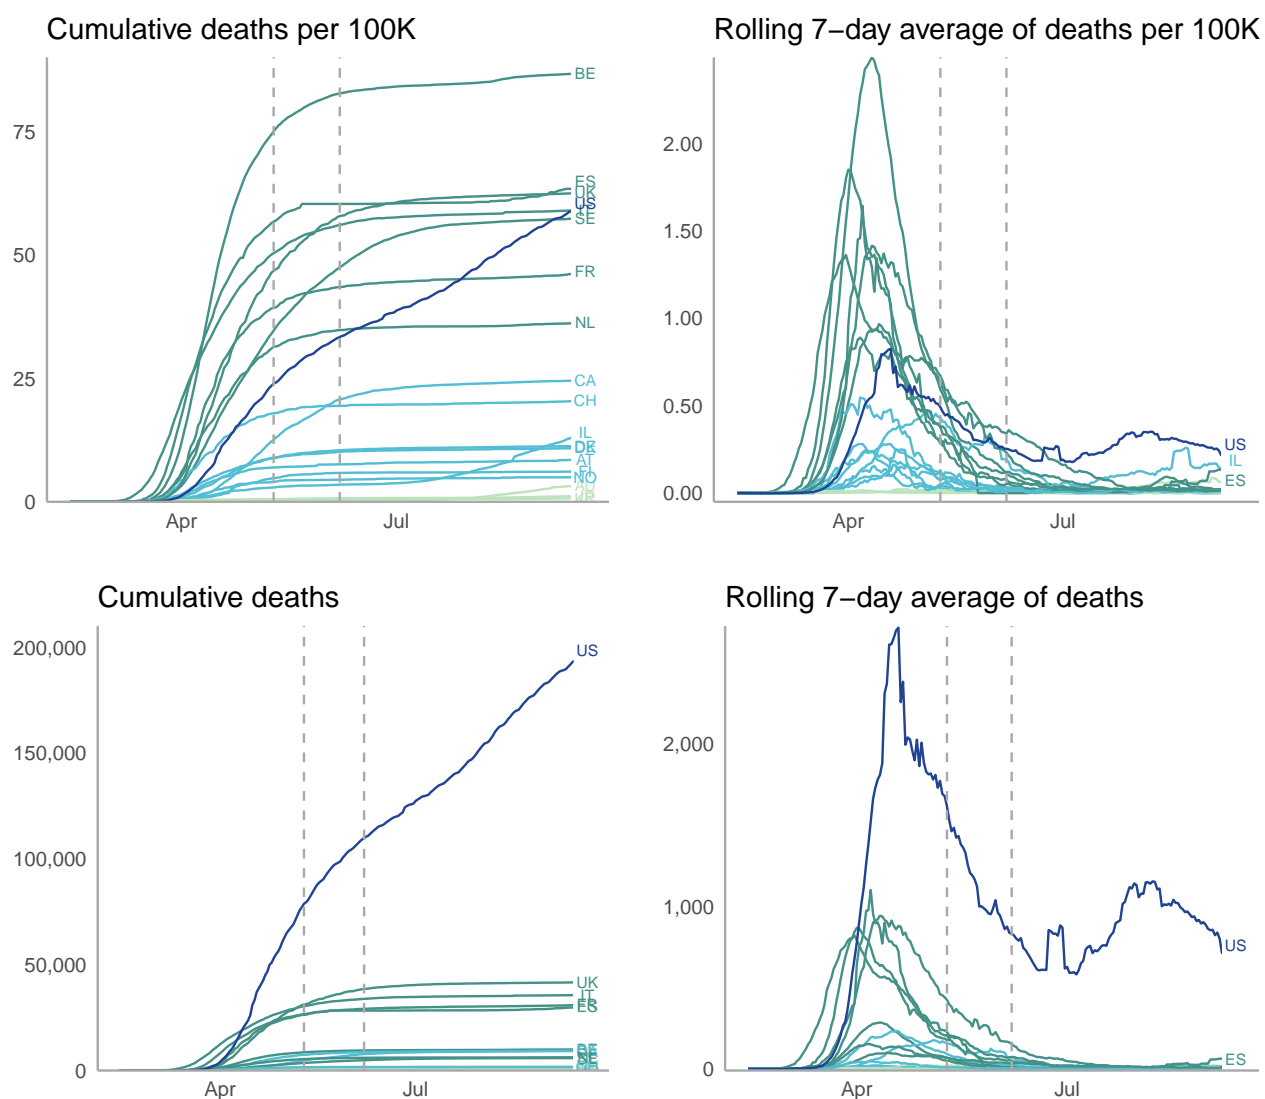 Cumulative deaths per 100K
BE
75
ES
UK
US
SE
50
FR
NL
25
CA
CH
IL
DE
AT
NO
0
Apr
Jul
Rolling 7−day average of deaths per 100K
2.00
1.50
1.00
0.50
US
IL
ES
0.00
Apr
Jul
Cumulative deaths
200,000
US
150,000
100,000
50,000
UK
IT
ES
0
Apr
Jul
Rolling 7−day average of deaths
2,000
1,000
US
ES
0
Apr
Jul